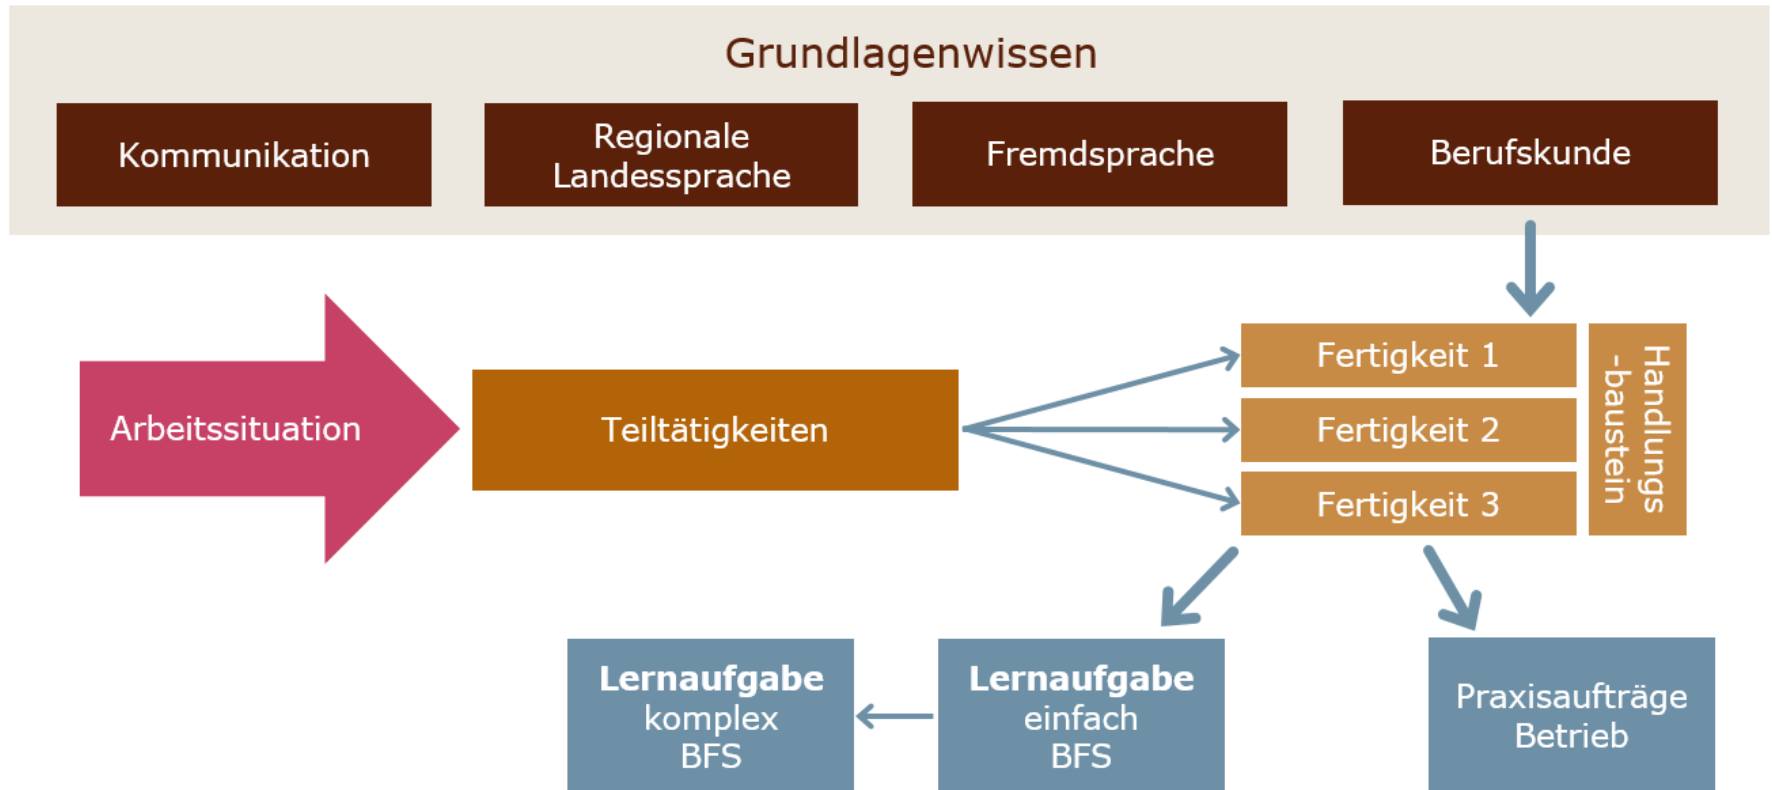 Grundlagenwissen
Kommunikation
Regionale
Landessprache
Fremdsprache
Berufskunde
Arbeitssituation
Teiltätigkeiten
Fertigkeit 1
Fertigkeit 2
Fertigkeit 3
Handlungs
-baustein
Lernaufgabe
komplex
BFS
Lernaufgabe
einfach
BFS
Praxisaufträge
Betrieb